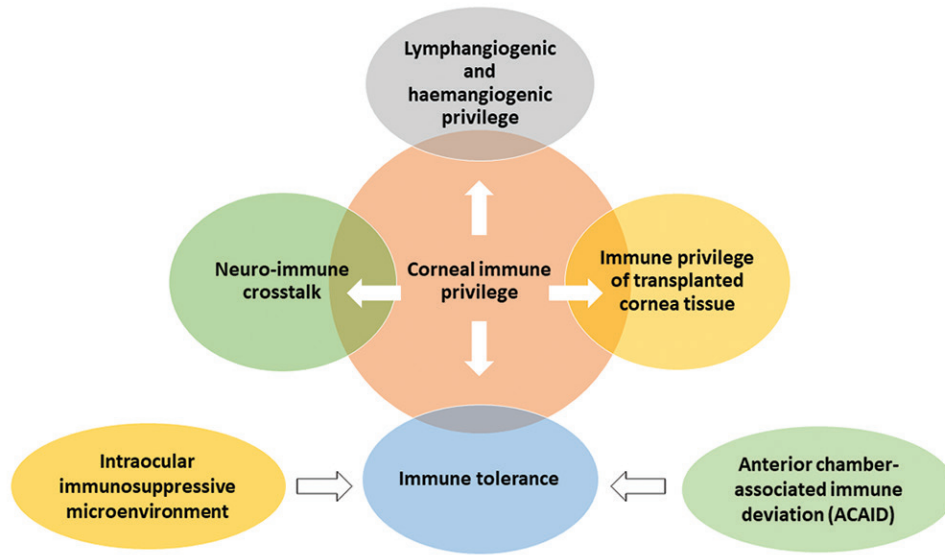 Lymphangiogenic
and
haemangiogenic
privilege
Neuro-immune
crosstalk
Corneal immune
privilege
Immune privilege
of transplanted
cornea tissue
Intraocular
immunosuppressive
microenvironment
Immune tolerance
Anterior chamber-
associated immune
deviation (ACAID)